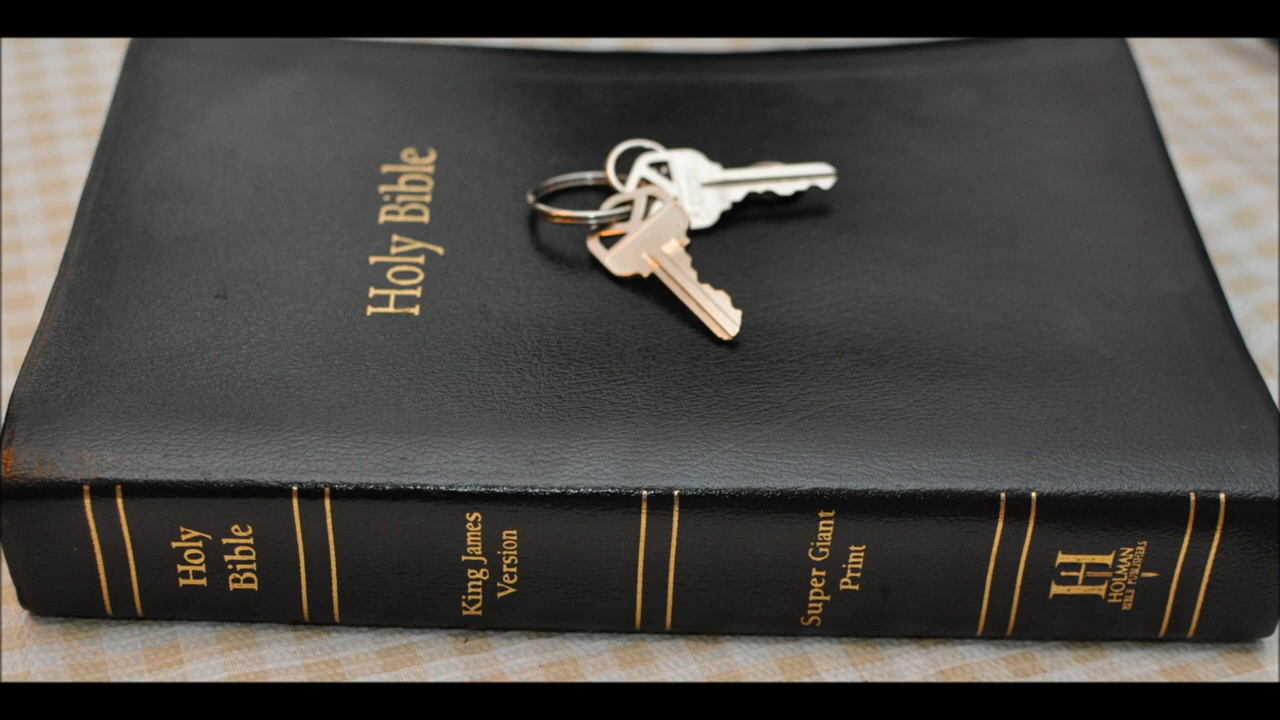 Holy Bible
Holy
Bible
King James
Version
Super Giant
Print
HOLMAN
BIBLE PUBLISHERS